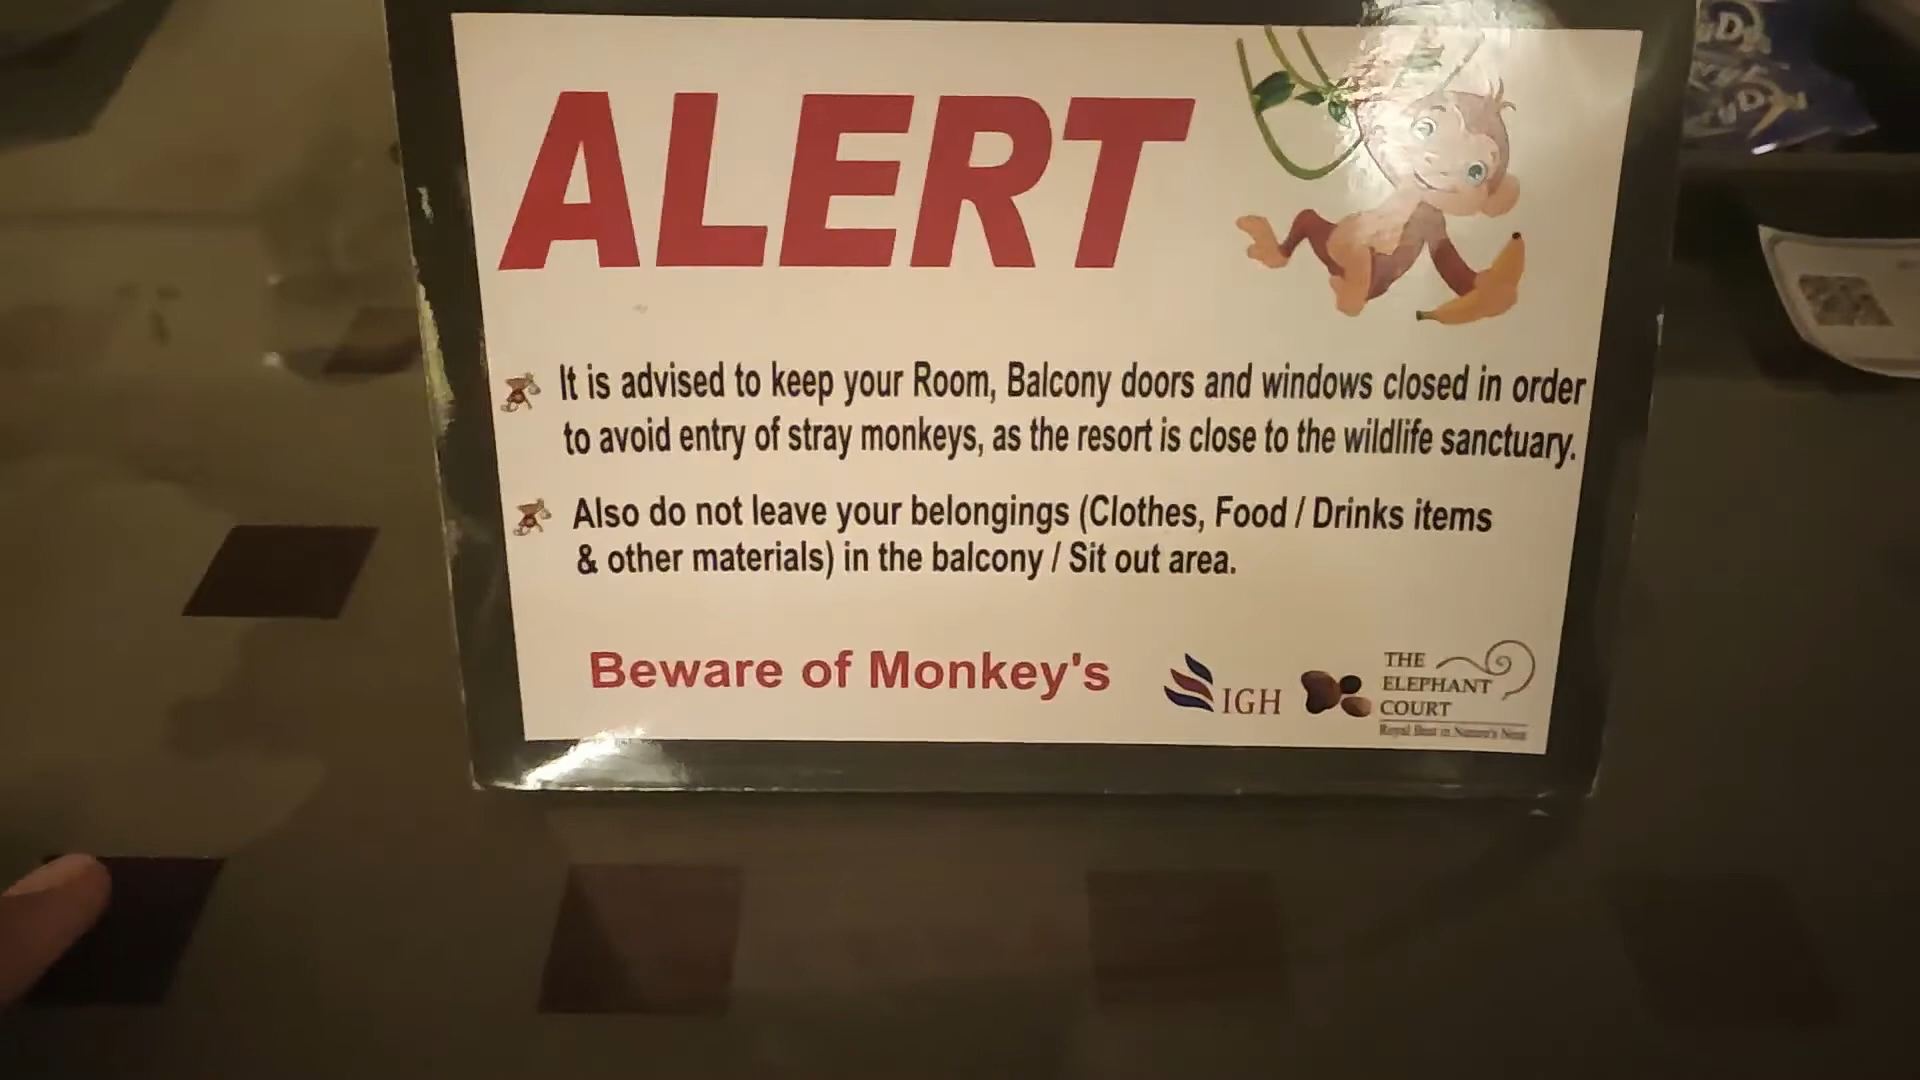 ALERT
It is advised to keep your Room, Balcony doors and windows closed in order
to avoid entry of stray monkeys, as the resort is close to the wildlife sanctuary.
Also do not leave your belongings (Clothes, Food / Drinks items
& other materials) in the balcony / Sit out area.
Beware of Monkey's
IGH
THE
ELEPHANT
COURT